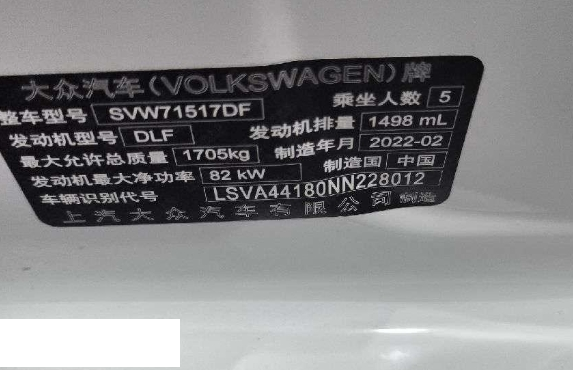 大众汽车(VOLKSWAGEN)牌
整车型号 SVW71517DF 乘坐人数 5
发动机型号 DLF 发动机排量 1498 mL
最大允许总质量 1705kg 制造年月 2022-02
发动机最大净功率 82 kW 制造国 中国
车辆识别代号 LSVA44180NN228012
上汽大众汽车有限公司 制造